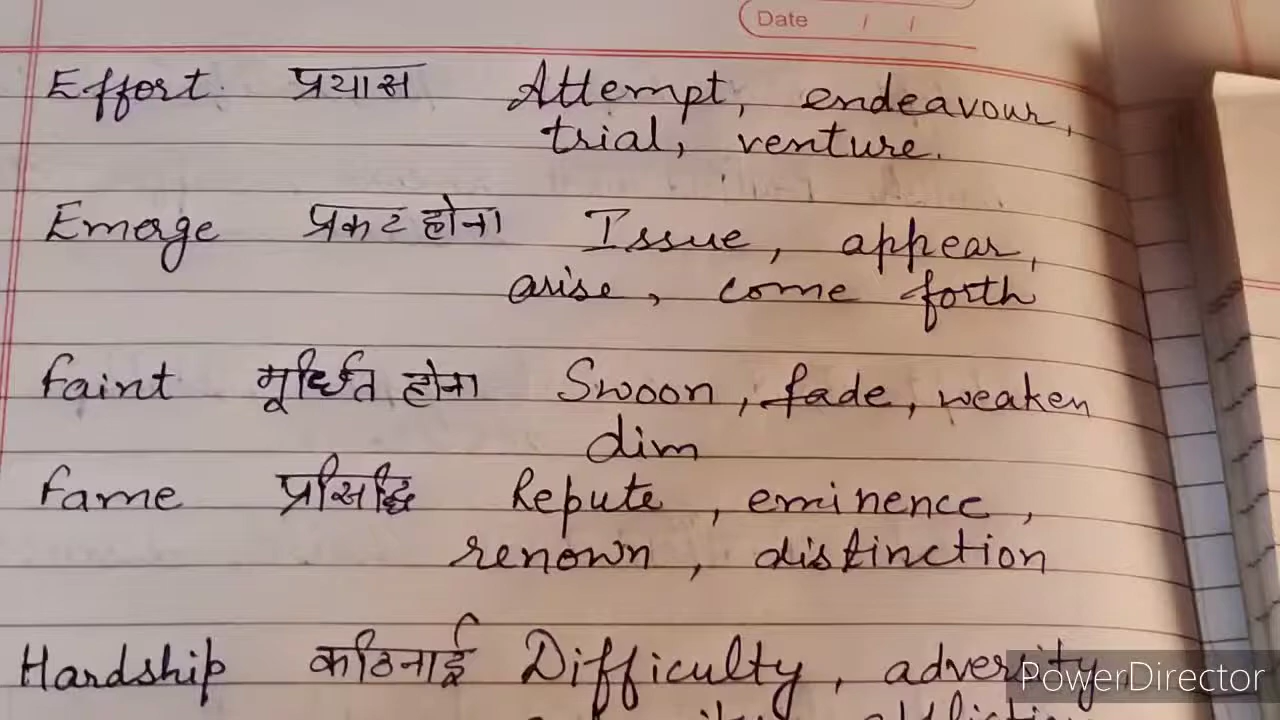 Date / /
Effort प्रयास Attempt, endeavour,
trial, venture.
Emerge प्रकट होना Issue, appear,
arise, come forth
Faint मूर्छित होना Swoon, fade, weaken
dim
Fame प्रसिद्धि Repute, eminence,
renown, distinction
Hardship कठिनाई Difficulty, adversity,
PowerDirector